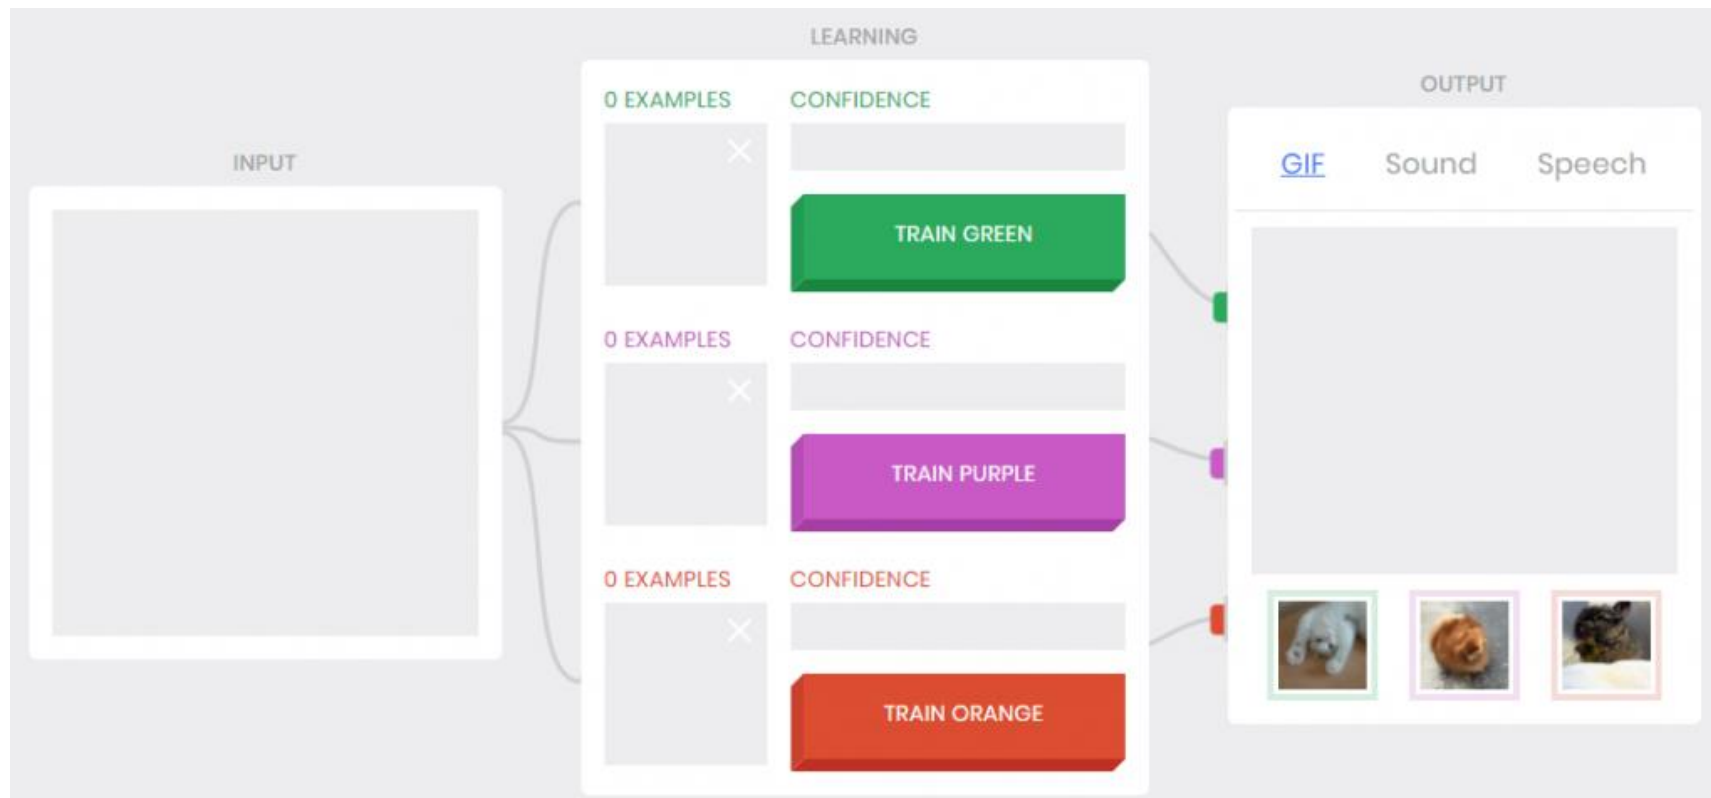 LEARNING
OUTPUT
INPUT
0 EXAMPLES CONFIDENCE
TRAIN GREEN
0 EXAMPLES CONFIDENCE
TRAIN PURPLE
0 EXAMPLES CONFIDENCE
TRAIN ORANGE
GIF Sound Speech